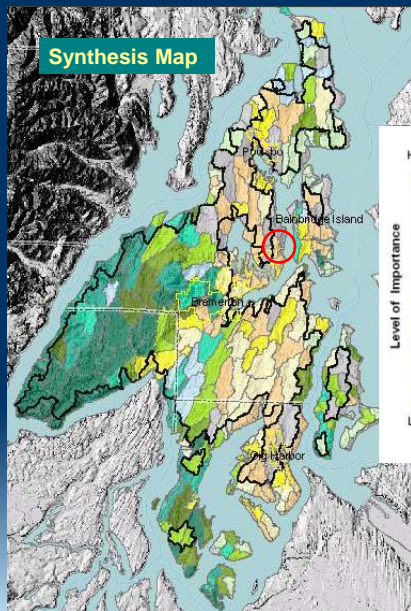 Synthesis Map
Poulsbo
Bainbridge Island
Bremerton
Gig Harbor
Level of Importance